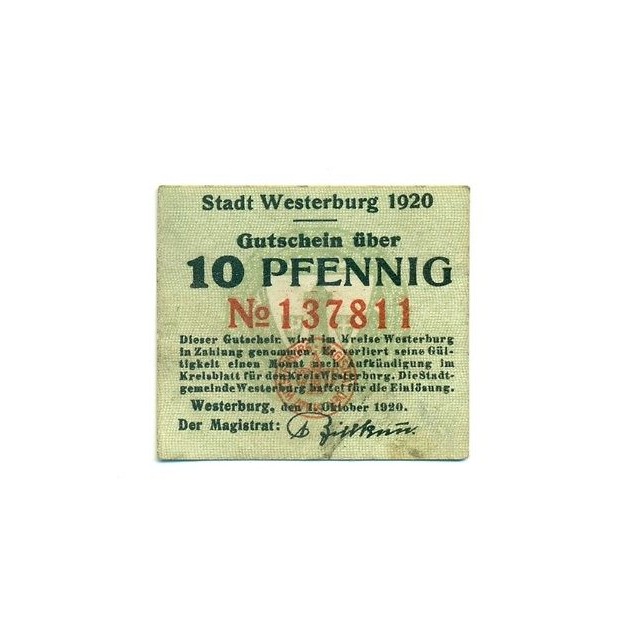 Stadt Westerburg 1920
Gutschein über
10 PFENNIG
No 137811
Dieser Gutschein wird im Kreise Westerburg
in Zahlung genommen. Er verliert seine Gül-
tigkeit einen Monat nach Aufkündigung im
Kreisblatt für den Kreis Westerburg. Die Stadt-
gemeinde Westerburg haftet für die Einlösung.
Westerburg, den 1. Oktober 1920.
Der Magistrat: